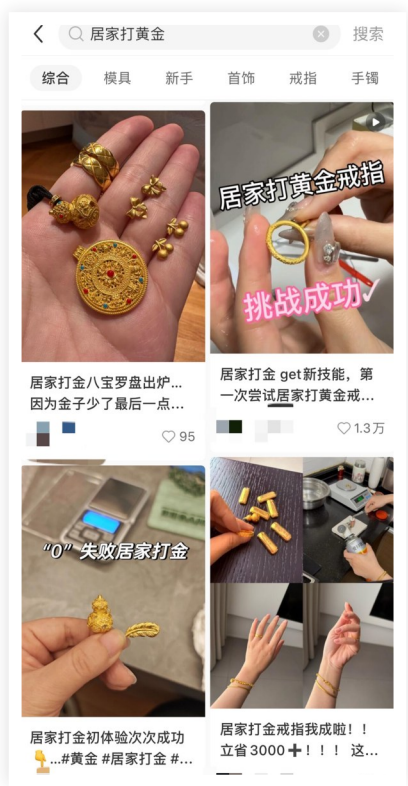 居家打黄金
搜索
综合
模具
新手
首饰
戒指
手镯
居家打黄金戒指
挑战成功✓
居家打金八宝罗盘出炉...
因为金子少了最后一点...
95
居家打金 get新技能，第
一次尝试居家打黄金戒...
1.3万
“0”失败居家打金
居家打金初体验次次成功
👇...#黄金 #居家打金 #...
居家打金戒指我成啦！！
立省3000➕！！！ 这...